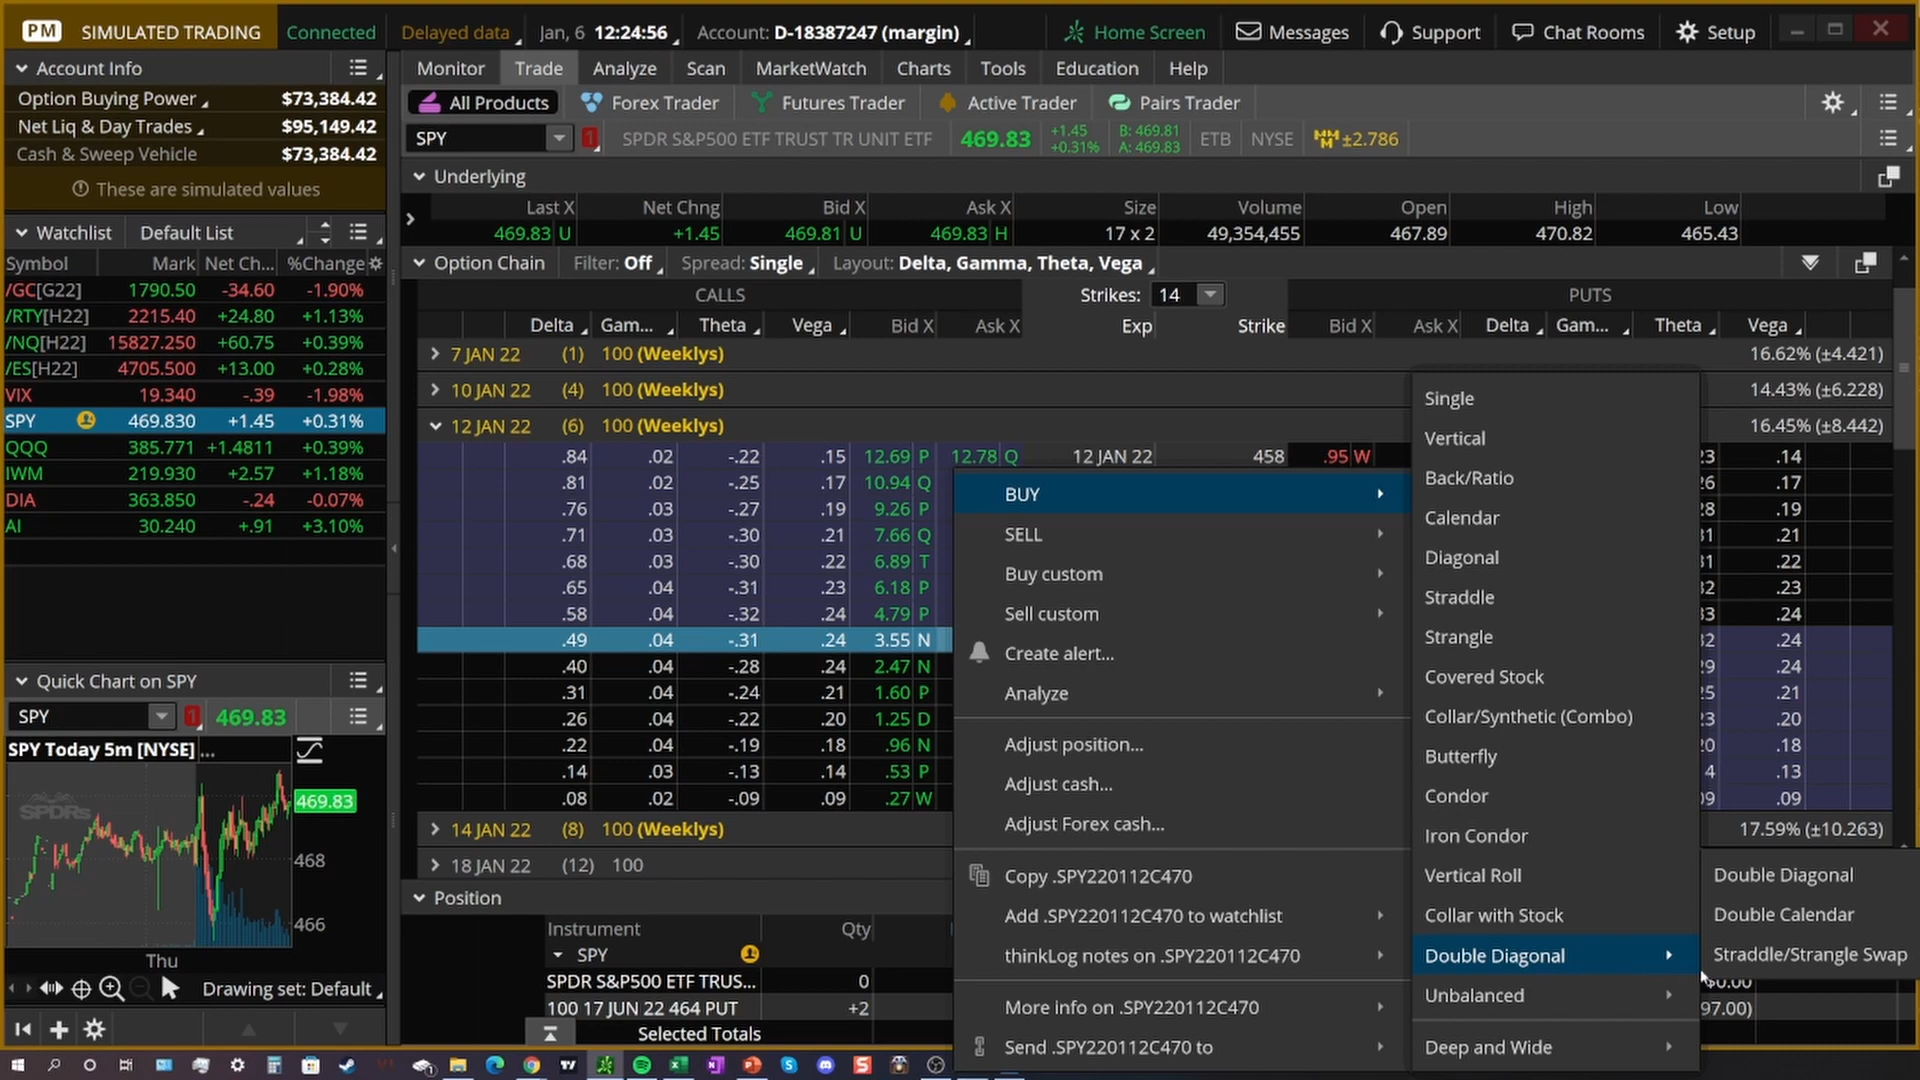 PM SIMULATED TRADING Connected Delayed data Jan, 6 12:24:56 Account: D-18387247 (margin) Home Screen Messages Support Chat Rooms Setup
Account Info
Option Buying Power $73,384.42
Net Liq & Day Trades $95,149.42
Cash & Sweep Vehicle $73,384.42
These are simulated values
Watchlist Default List
Symbol Mark Net Ch... %Change
/GC[G22] 1790.50 -34.60 -1.90%
/RTY[H22] 2215.40 +24.80 +1.13%
/NQ[H22] 15827.250 +60.75 +0.39%
/ES[H22] 4705.500 +13.00 +0.28%
VIX 19.340 -.39 -1.98%
SPY 469.830 +1.45 +0.31%
QQQ 385.771 +1.4811 +0.39%
IWM 219.930 +2.57 +1.18%
DIA 363.850 -.24 -0.07%
AI 30.240 +.91 +3.10%
Quick Chart on SPY
SPY 1 469.83
SPY Today 5m [NYSE] ...
SPDRs
469.83
468
466
Thu
Drawing set: Default
Monitor Trade Analyze Scan MarketWatch Charts Tools Education Help
All Products Forex Trader Futures Trader Active Trader Pairs Trader
SPY 1 SPDR S&P500 ETF TRUST TR UNIT ETF 469.83 +1.45 +0.31% B: 469.81 A: 469.83 ETB NYSE ±2.786
Underlying
Last X Net Chng Bid X Ask X Size Volume Open High Low
469.83 U +1.45 469.81 U 469.83 H 17 x 2 49,354,455 467.89 470.82 465.43
Option Chain Filter: Off Spread: Single Layout: Delta, Gamma, Theta, Vega
CALLS Strikes: 14 PUTS
Delta Gam... Theta Vega Bid X Ask X Exp Strike Bid X Ask X Delta Gam... Theta Vega
7 JAN 22 (1) 100 (Weeklys) 16.62% (±4.421)
10 JAN 22 (4) 100 (Weeklys) 14.43% (±6.228)
12 JAN 22 (6) 100 (Weeklys) 16.45% (±8.442)
.84 .02 -.22 .15 12.69 P 12.78 Q 12 JAN 22 458 .95 W .14
.81 .02 -.25 .17 10.94 Q .17
.76 .03 -.27 .19 9.26 P .19
.71 .03 -.30 .21 7.66 Q .21
.68 .03 -.30 .22 6.89 T .22
.65 .04 -.31 .23 6.18 P .23
.58 .04 -.32 .24 4.79 P .24
.49 .04 -.31 .24 3.55 N .24
.40 .04 -.28 .24 2.47 N .24
.31 .04 -.24 .21 1.60 P .21
.26 .04 -.22 .20 1.25 D .20
.22 .04 -.19 .18 .96 N .18
.14 .03 -.13 .14 .53 P .13
.08 .02 -.09 .09 .27 W .09
14 JAN 22 (8) 100 (Weeklys) 17.59% (±10.263)
18 JAN 22 (12) 100
Position
Instrument Qty
SPY
SPDR S&P500 ETF TRUS... 0 $0.00
100 17 JUN 22 464 PUT +2 97.00)
Selected Totals
BUY
SELL
Buy custom
Sell custom
Create alert...
Analyze
Adjust position...
Adjust cash...
Adjust Forex cash...
Copy .SPY220112C470
Add .SPY220112C470 to watchlist
thinkLog notes on .SPY220112C470
More info on .SPY220112C470
Send .SPY220112C470 to
Single
Vertical
Back/Ratio
Calendar
Diagonal
Straddle
Strangle
Covered Stock
Collar/Synthetic (Combo)
Butterfly
Condor
Iron Condor
Vertical Roll
Collar with Stock
Double Diagonal
Unbalanced
Deep and Wide
Double Diagonal
Double Calendar
Straddle/Strangle Swap